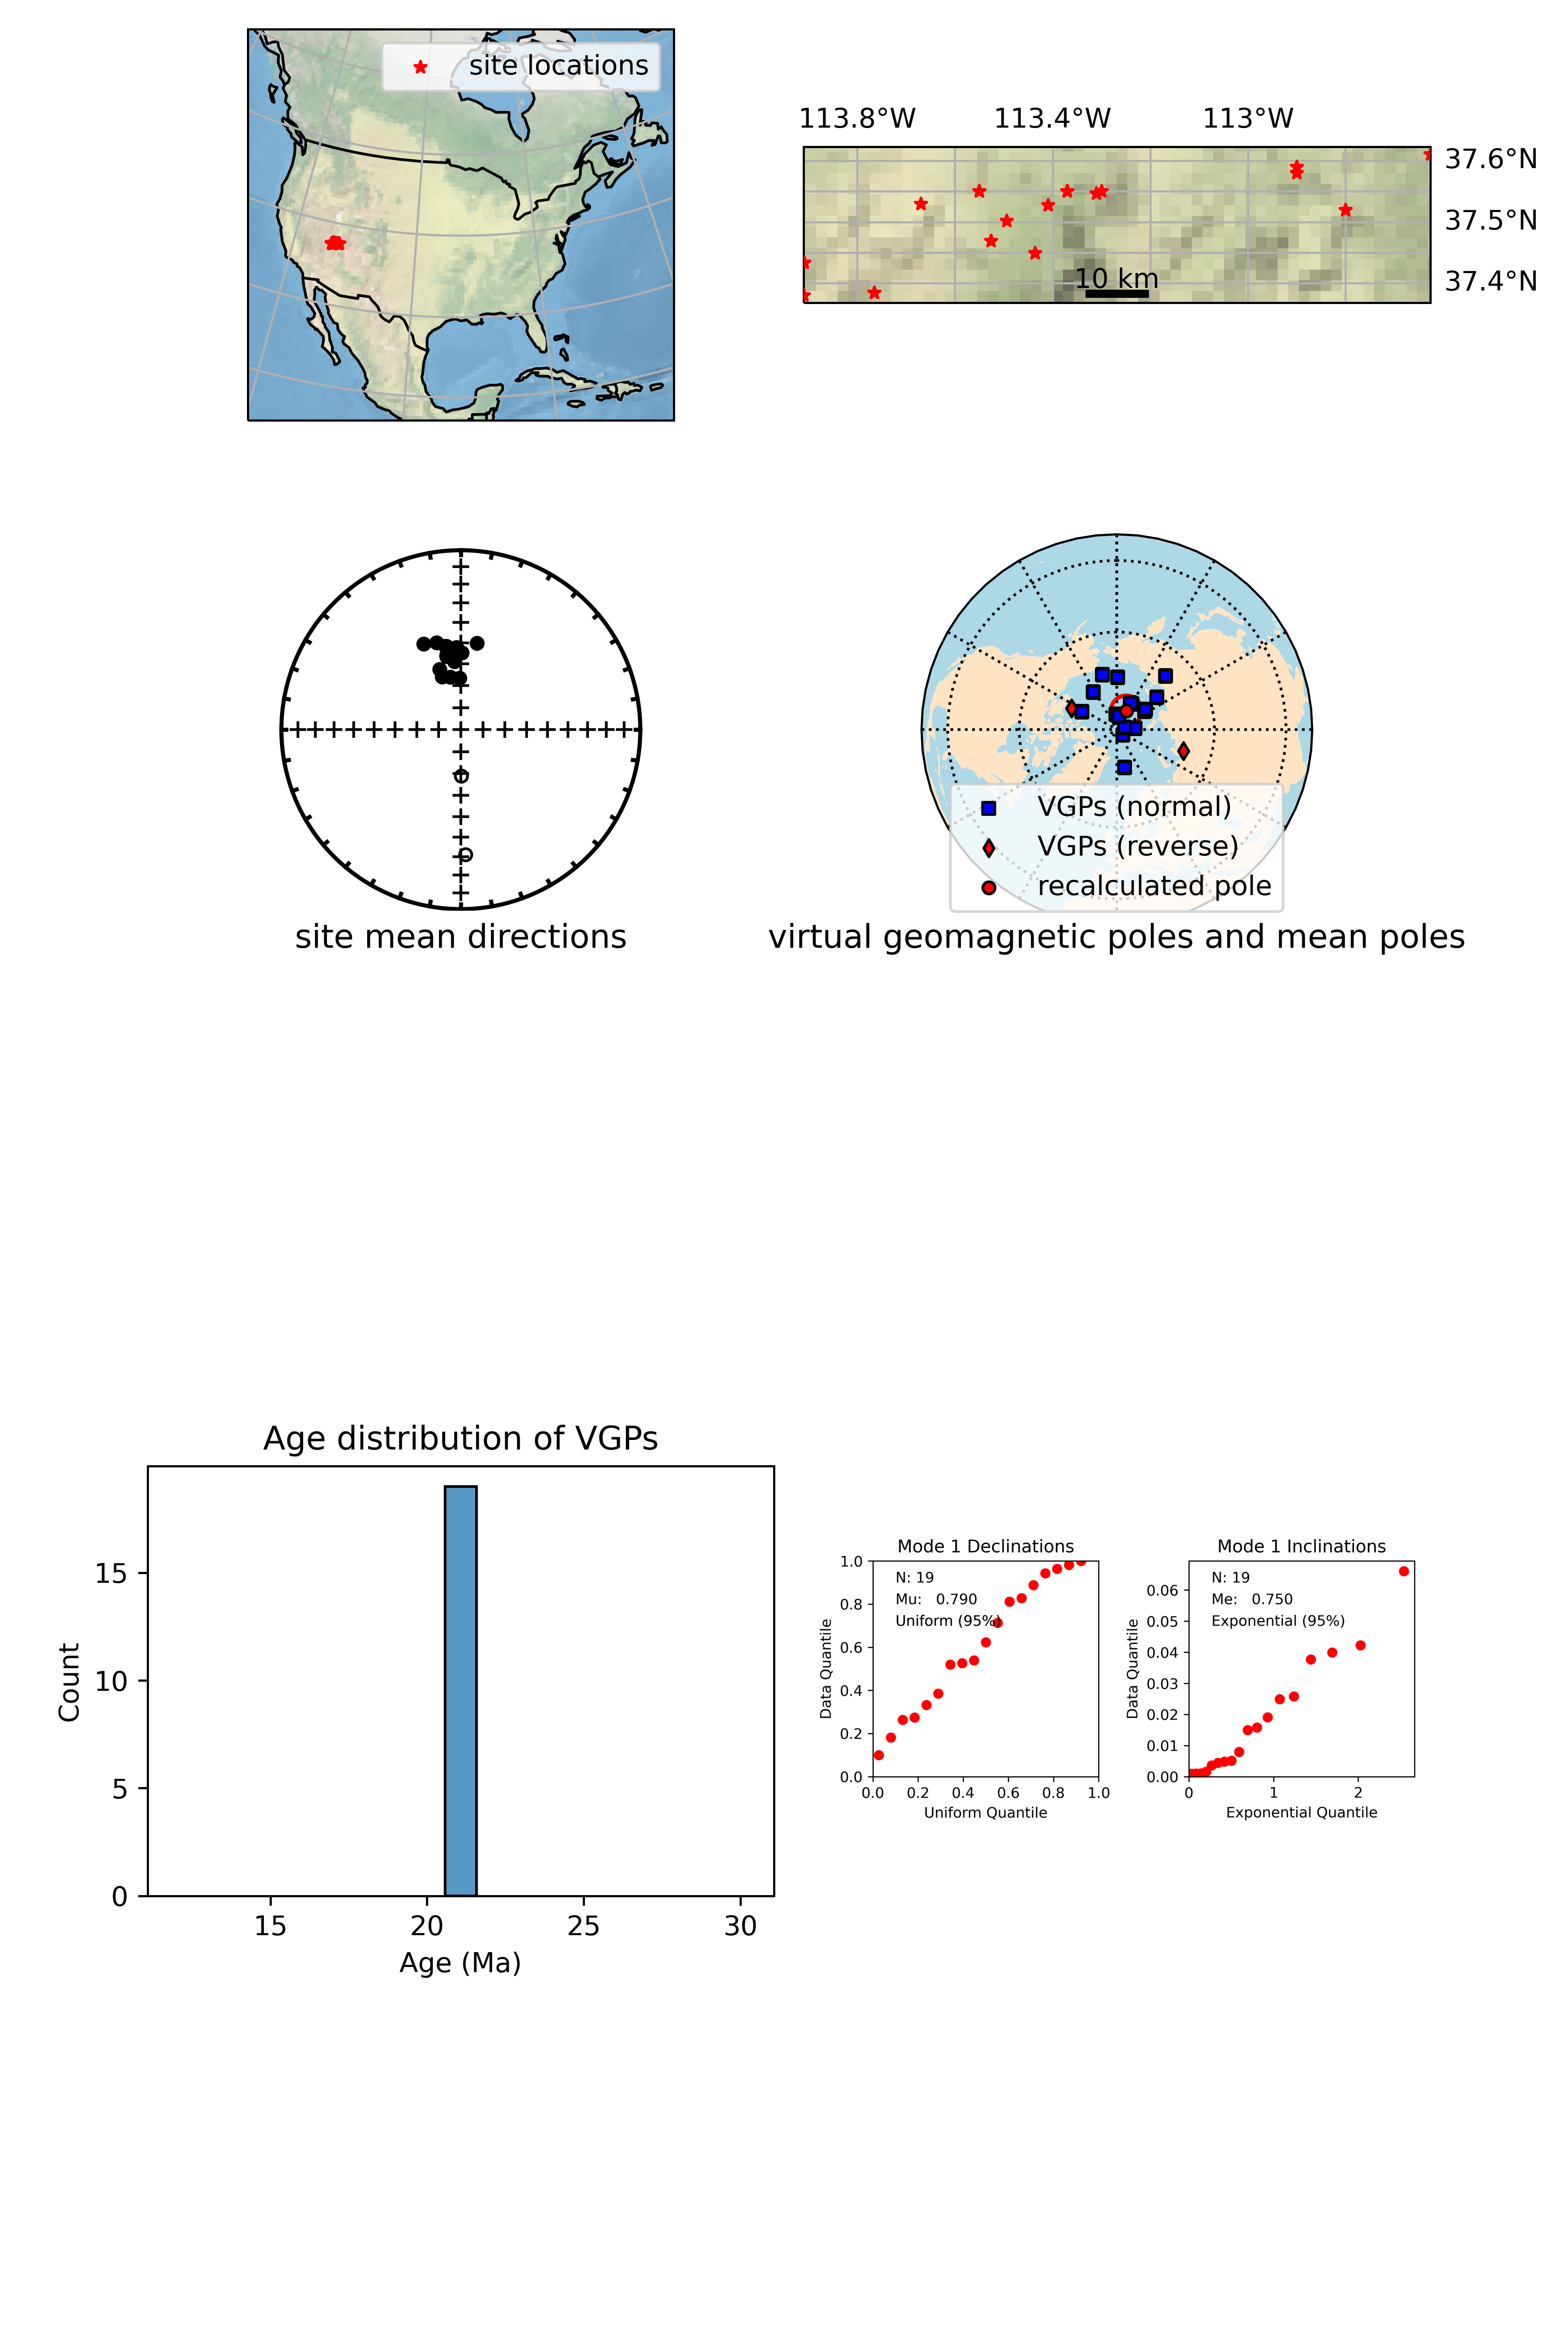 site locations
113.8°W 113.4°W 113°W
37.6°N
37.5°N
37.4°N
10 km
VGPs (normal)
VGPs (reverse)
recalculated pole
site mean directions
virtual geomagnetic poles and mean poles
Age distribution of VGPs
Count
15
10
5
0
15 20 25 30
Age (Ma)
Mode 1 Declinations
N: 19
Mu: 0.790
Uniform (95%)
Data Quantile
1.0
0.8
0.6
0.4
0.2
0.0
0.0 0.2 0.4 0.6 0.8 1.0
Uniform Quantile
Mode 1 Inclinations
N: 19
Me: 0.750
Exponential (95%)
Data Quantile
0.06
0.05
0.04
0.03
0.02
0.01
0.00
0 1 2
Exponential Quantile